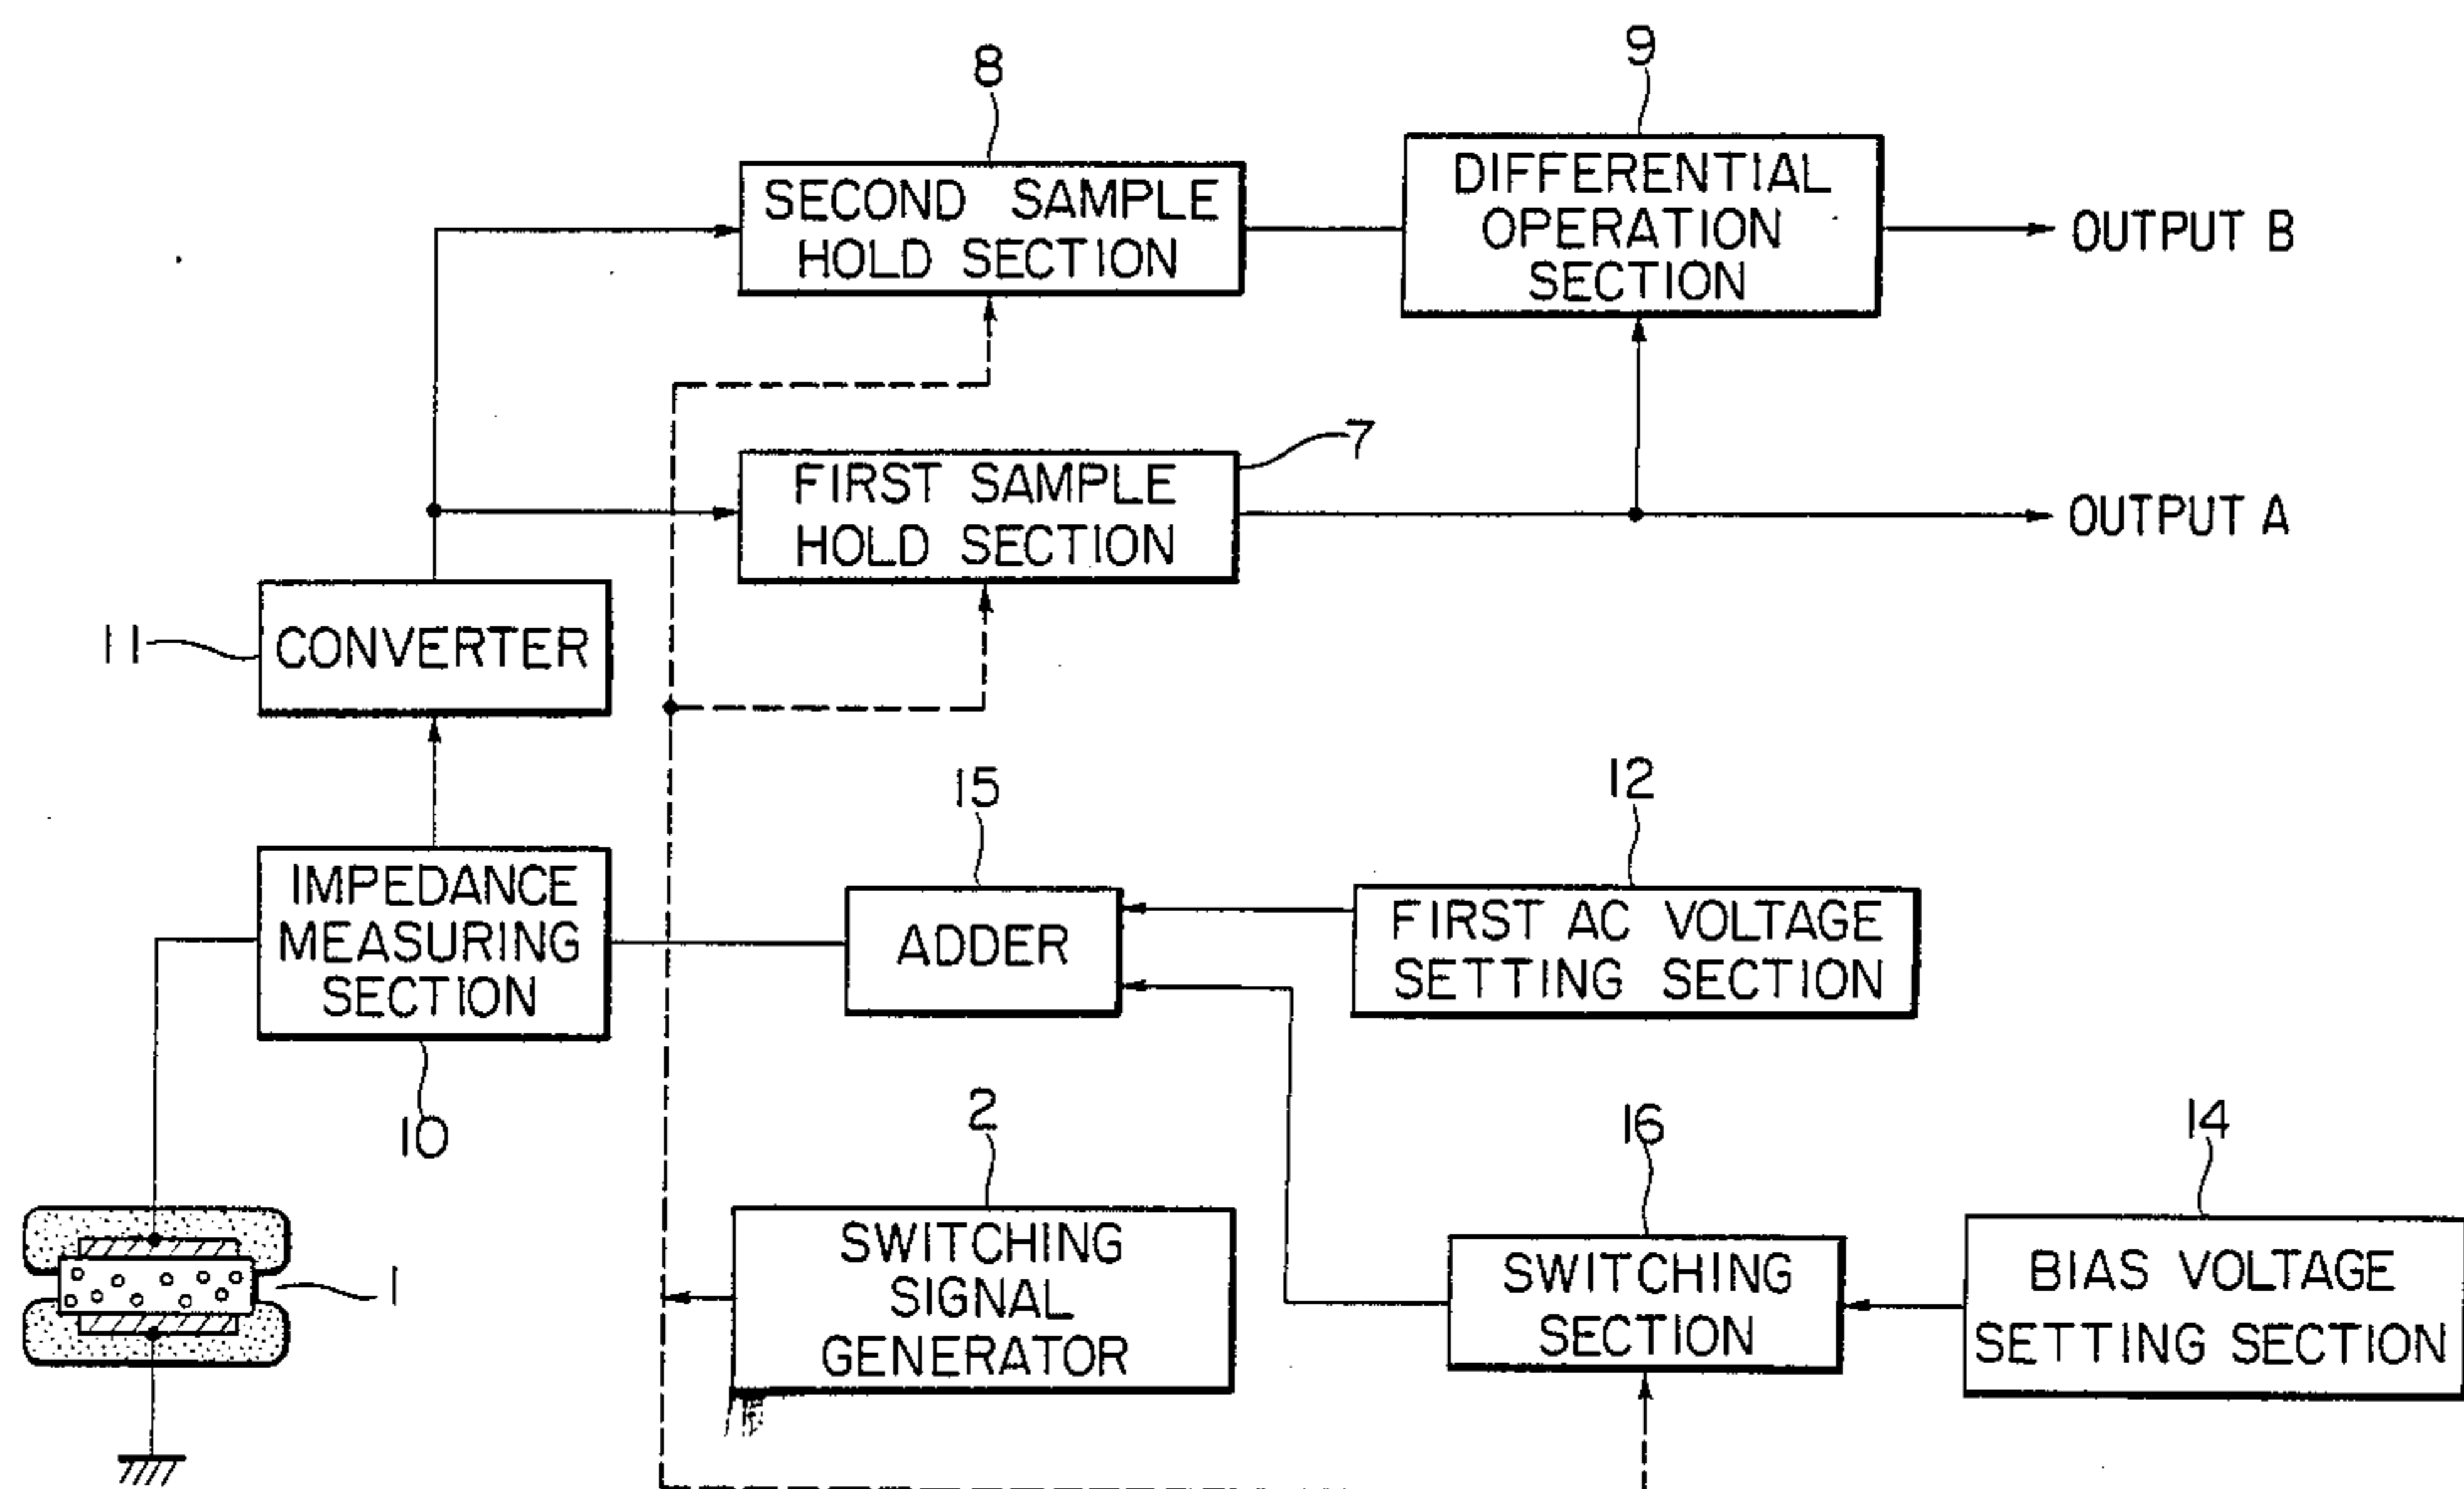 8
9
SECOND SAMPLE
HOLD SECTION
DIFFERENTIAL
OPERATION
SECTION
OUTPUT B
7
FIRST SAMPLE
HOLD SECTION
OUTPUT A
11
CONVERTER
15
12
IMPEDANCE
MEASURING
SECTION
ADDER
FIRST AC VOLTAGE
SETTING SECTION
10
2
16
14
1
SWITCHING
SIGNAL
GENERATOR
SWITCHING
SECTION
BIAS VOLTAGE
SETTING SECTION